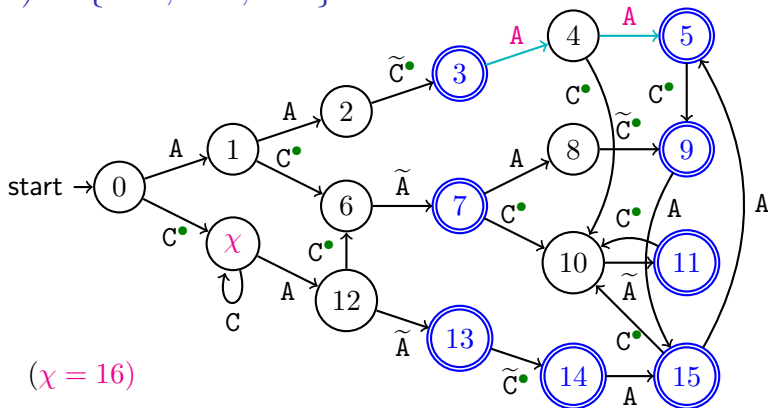 4
5
A
A
3
C̃•
C•
C•
2
A
C̃•
1
A
8
9
C•
A
start
0
6
Ã
7
A
C•
C•
A
C•
χ
C•
10
11
C
A
12
Ã
Ã
13
C•
C̃•
14
A
15
(χ = 16)